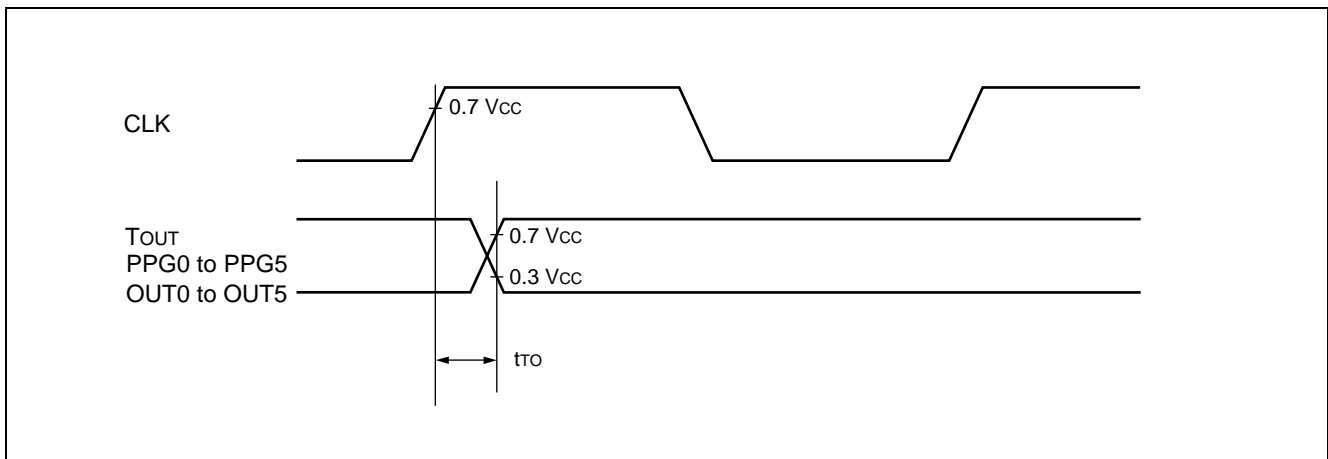 CLK
0.7 VCC
TOUT
PPG0 to PPG5
OUT0 to OUT5
0.7 VCC
0.3 VCC
tTO